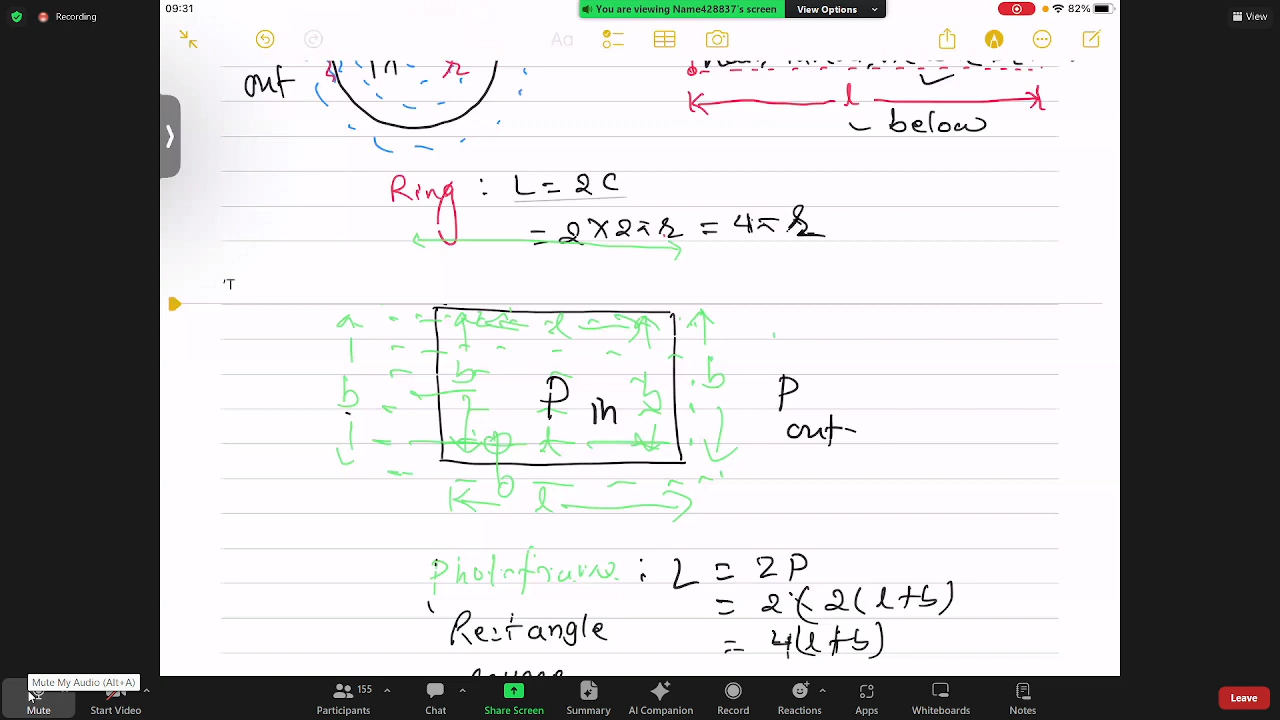 09:31
Recording
You are viewing Name428837's screen
View Options
82%
View
Aa
out
in
r
l
below
Ring : L = 2C
= 2 × 2πr = 4πr
'T
l
b b b b
P in
P out
l
b
l
Photoframe : L = 2P
= 2 × 2(l+b)
Rectangle
= 4(l+b)
Mute My Audio (Alt+A)
155
Mute
Start Video
Participants
Chat
Share Screen
Summary
AI Companion
Record
Reactions
Apps
Whiteboards
Notes
Leave